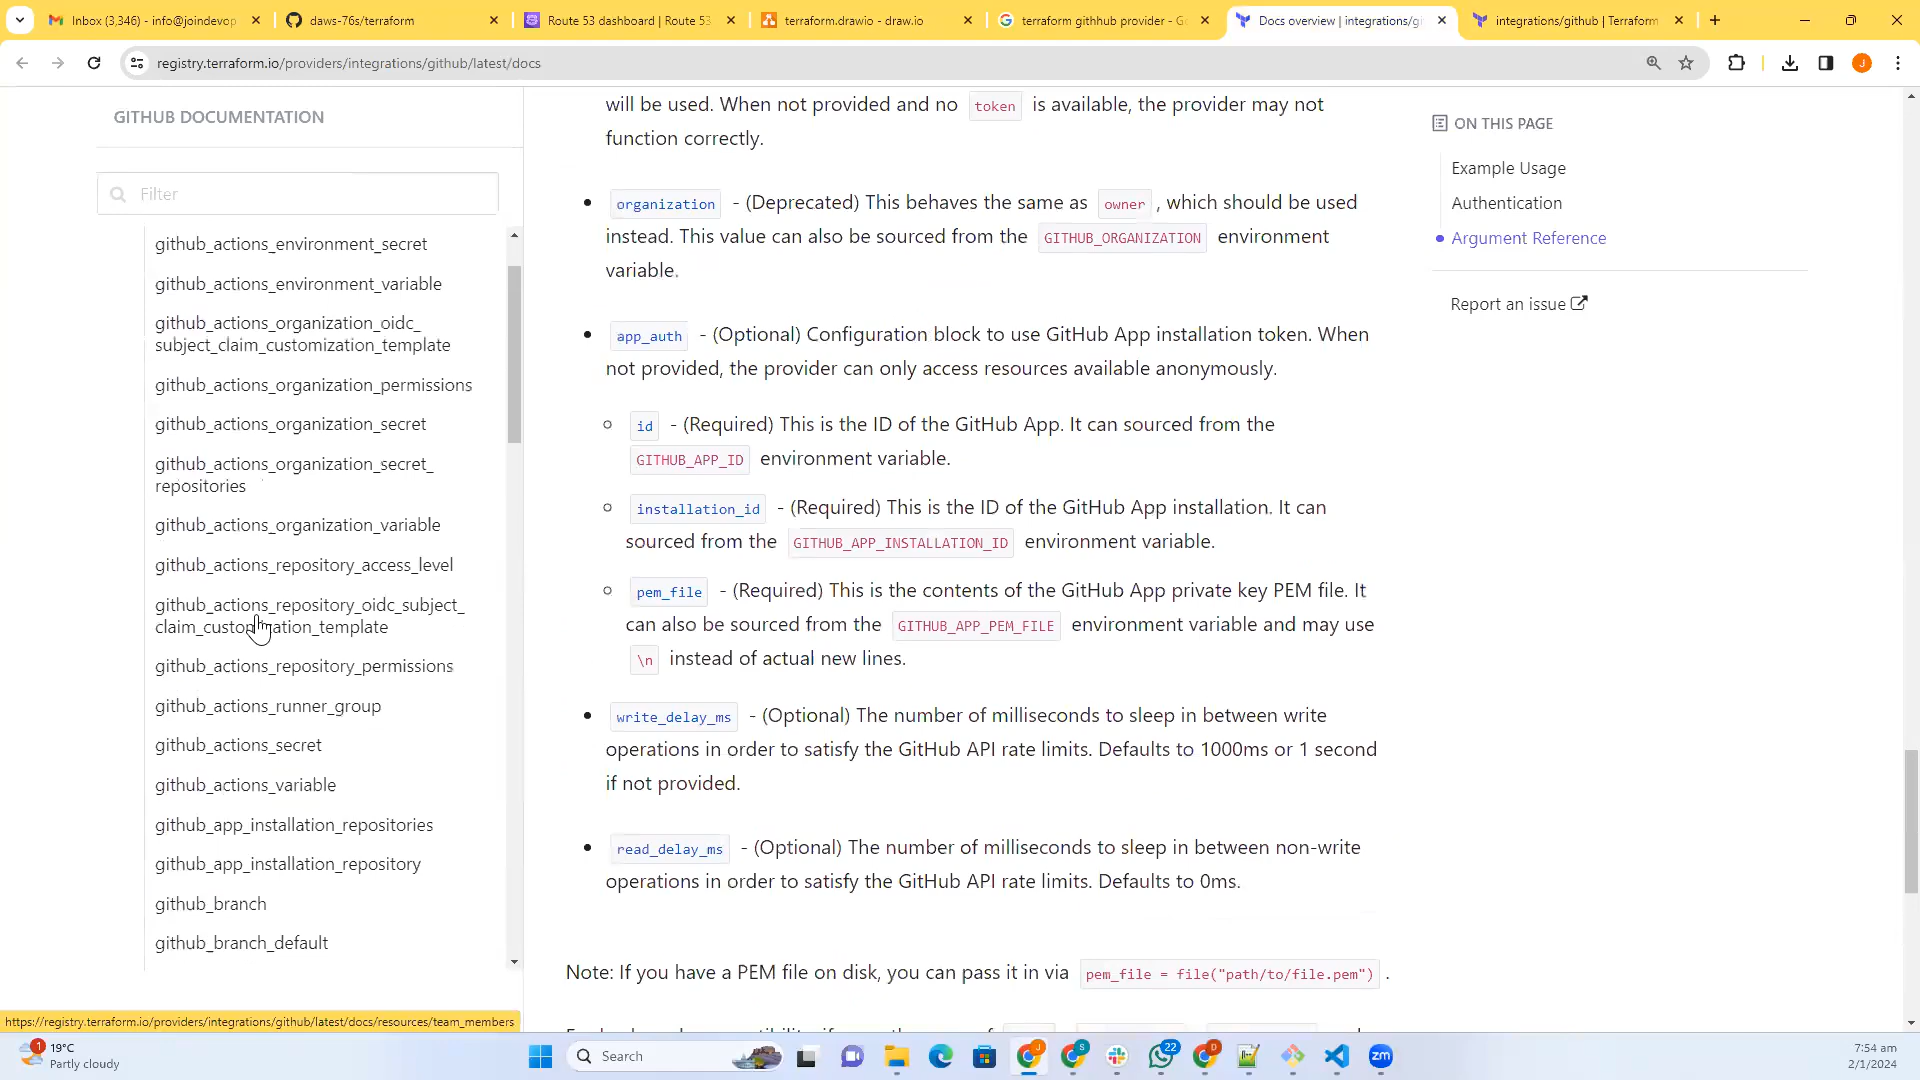 Inbox (3,346) - info@joindevop
daws-76s/terraform
Route 53 dashboard | Route 53
terraform.drawio - draw.io
terraform githhub provider - Go
Docs overview | integrations/gi
integrations/github | Terraform
registry.terraform.io/providers/integrations/github/latest/docs
J
GITHUB DOCUMENTATION
Filter
github_actions_environment_secret
github_actions_environment_variable
github_actions_organization_oidc_
subject_claim_customization_template
github_actions_organization_permissions
github_actions_organization_secret
github_actions_organization_secret_
repositories
github_actions_organization_variable
github_actions_repository_access_level
github_actions_repository_oidc_subject_
claim_customization_template
github_actions_repository_permissions
github_actions_runner_group
github_actions_secret
github_actions_variable
github_app_installation_repositories
github_app_installation_repository
github_branch
github_branch_default
will be used. When not provided and no token is available, the provider may not
function correctly.
organization - (Deprecated) This behaves the same as owner , which should be used
instead. This value can also be sourced from the GITHUB_ORGANIZATION environment
variable.
app_auth - (Optional) Configuration block to use GitHub App installation token. When
not provided, the provider can only access resources available anonymously.
id - (Required) This is the ID of the GitHub App. It can sourced from the
GITHUB_APP_ID environment variable.
installation_id - (Required) This is the ID of the GitHub App installation. It can
sourced from the GITHUB_APP_INSTALLATION_ID environment variable.
pem_file - (Required) This is the contents of the GitHub App private key PEM file. It
can also be sourced from the GITHUB_APP_PEM_FILE environment variable and may use
\n instead of actual new lines.
write_delay_ms - (Optional) The number of milliseconds to sleep in between write
operations in order to satisfy the GitHub API rate limits. Defaults to 1000ms or 1 second
if not provided.
read_delay_ms - (Optional) The number of milliseconds to sleep in between non-write
operations in order to satisfy the GitHub API rate limits. Defaults to 0ms.
Note: If you have a PEM file on disk, you can pass it in via pem_file = file("path/to/file.pem") .
ON THIS PAGE
Example Usage
Authentication
Argument Reference
Report an issue
https://registry.terraform.io/providers/integrations/github/latest/docs/resources/team_members
1
19°C
Partly cloudy
Search
J
S
22
D
zm
7:54 am
2/1/2024